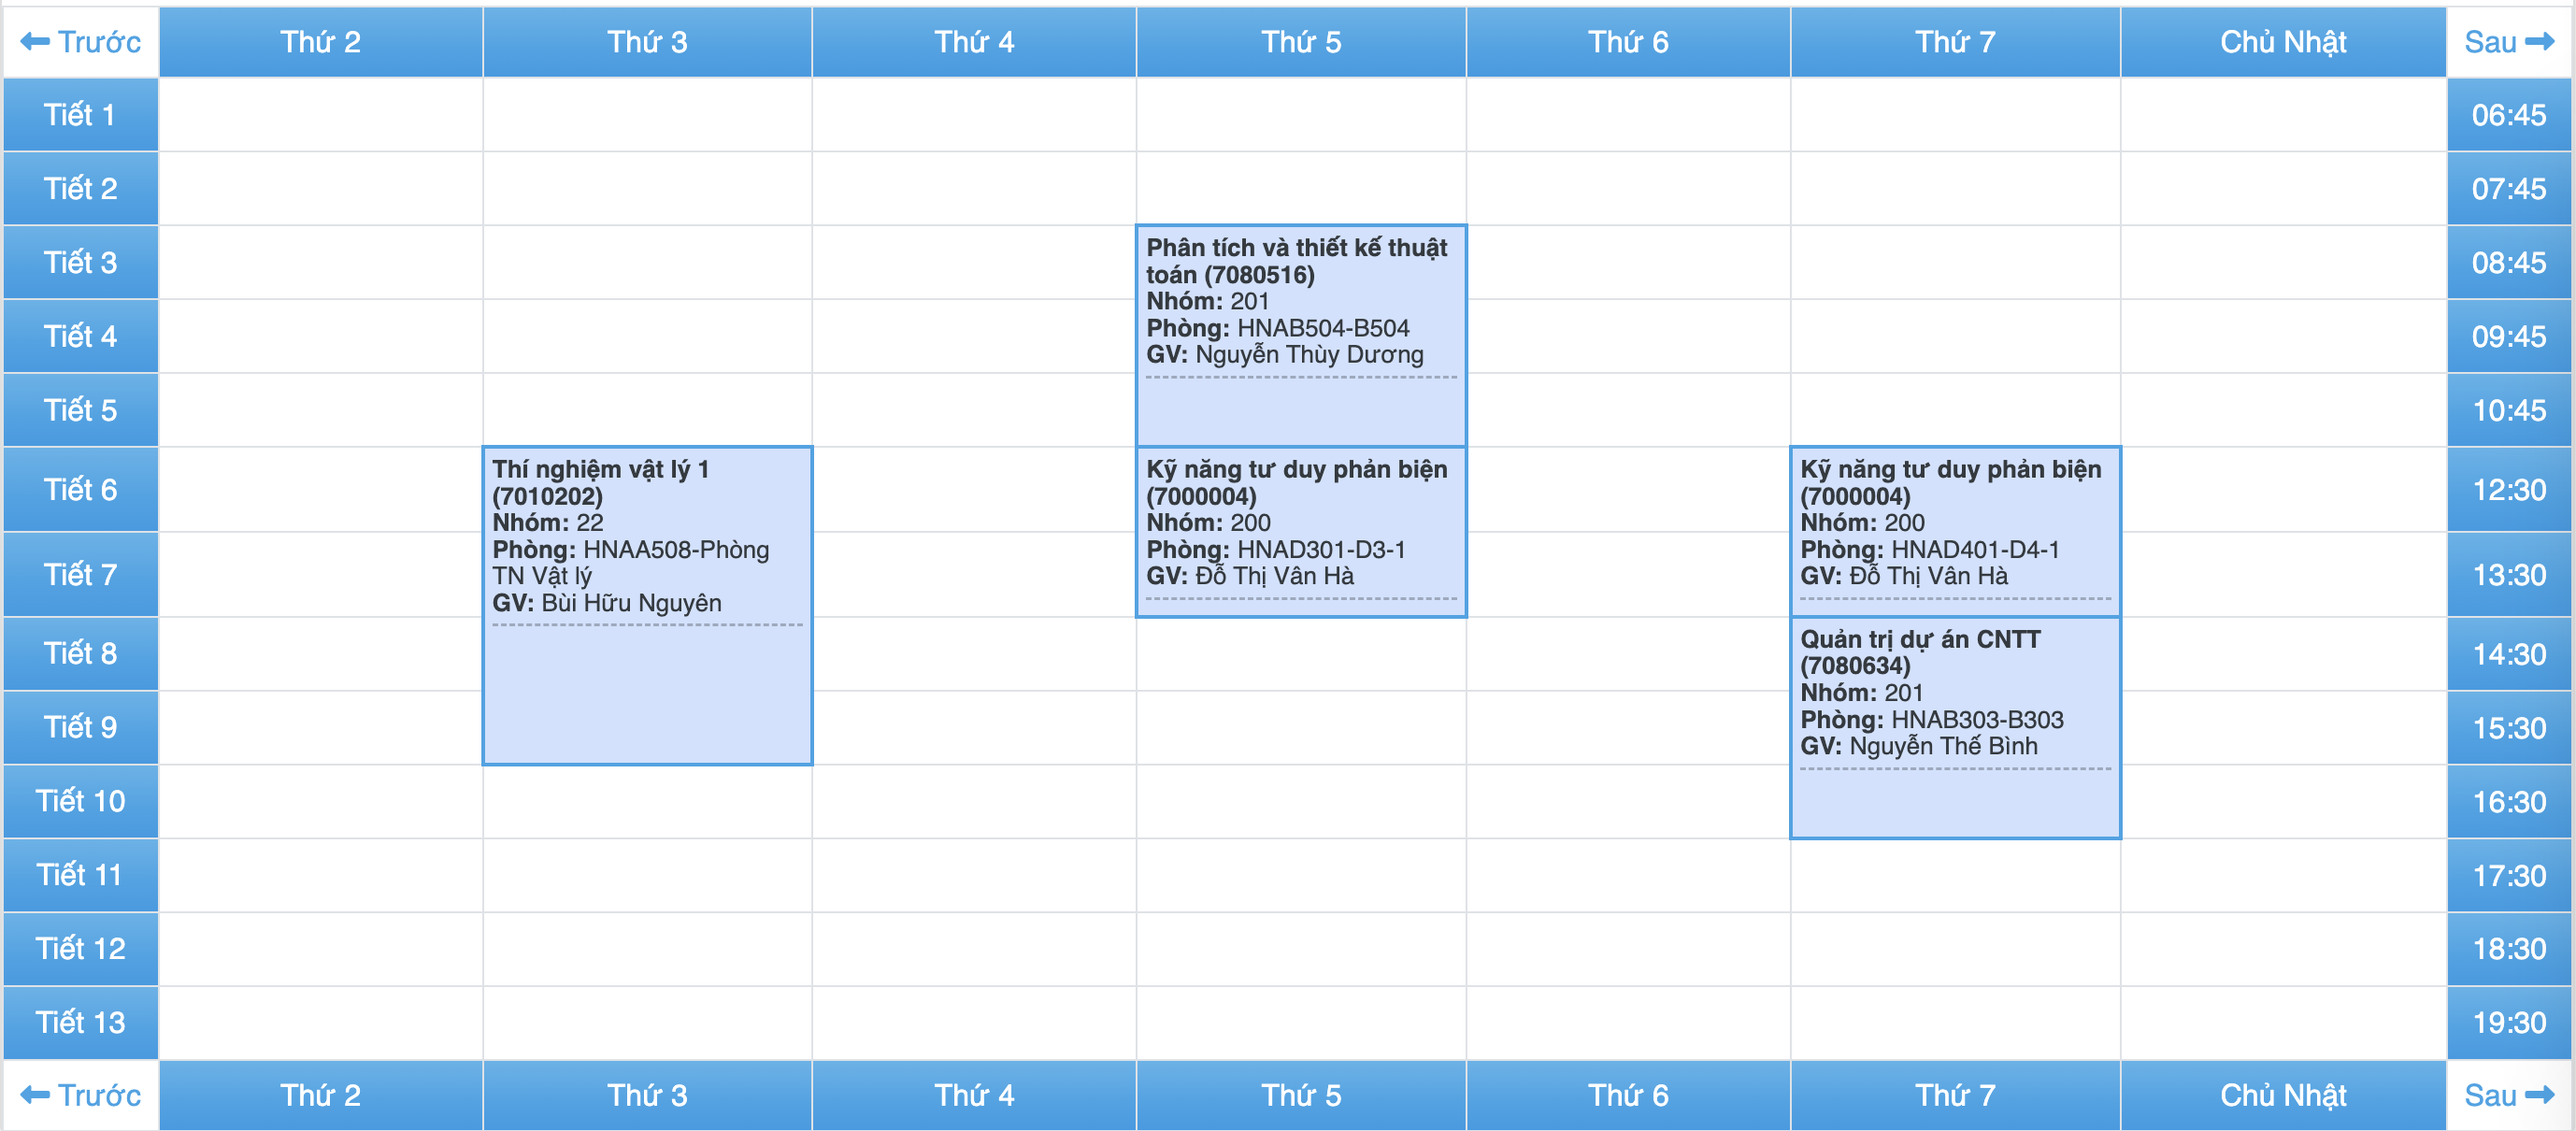 Trước
Thứ 2
Thứ 3
Thứ 4
Thứ 5
Thứ 6
Thứ 7
Chủ Nhật
Sau
Tiết 1
06:45
Tiết 2
07:45
Tiết 3
Phân tích và thiết kế thuật
toán (7080516)
Nhóm: 201
Phòng: HNAB504-B504
GV: Nguyễn Thùy Dương
08:45
Tiết 4
09:45
Tiết 5
10:45
Tiết 6
Thí nghiệm vật lý 1
(7010202)
Nhóm: 22
Phòng: HNAA508-Phòng
TN Vật lý
GV: Bùi Hữu Nguyên
Kỹ năng tư duy phản biện
(7000004)
Nhóm: 200
Phòng: HNAD301-D3-1
GV: Đỗ Thị Vân Hà
Kỹ năng tư duy phản biện
(7000004)
Nhóm: 200
Phòng: HNAD401-D4-1
GV: Đỗ Thị Vân Hà
12:30
Tiết 7
13:30
Tiết 8
Quản trị dự án CNTT
(7080634)
Nhóm: 201
Phòng: HNAB303-B303
GV: Nguyễn Thế Bình
14:30
Tiết 9
15:30
Tiết 10
16:30
Tiết 11
17:30
Tiết 12
18:30
Tiết 13
19:30
Trước
Thứ 2
Thứ 3
Thứ 4
Thứ 5
Thứ 6
Thứ 7
Chủ Nhật
Sau